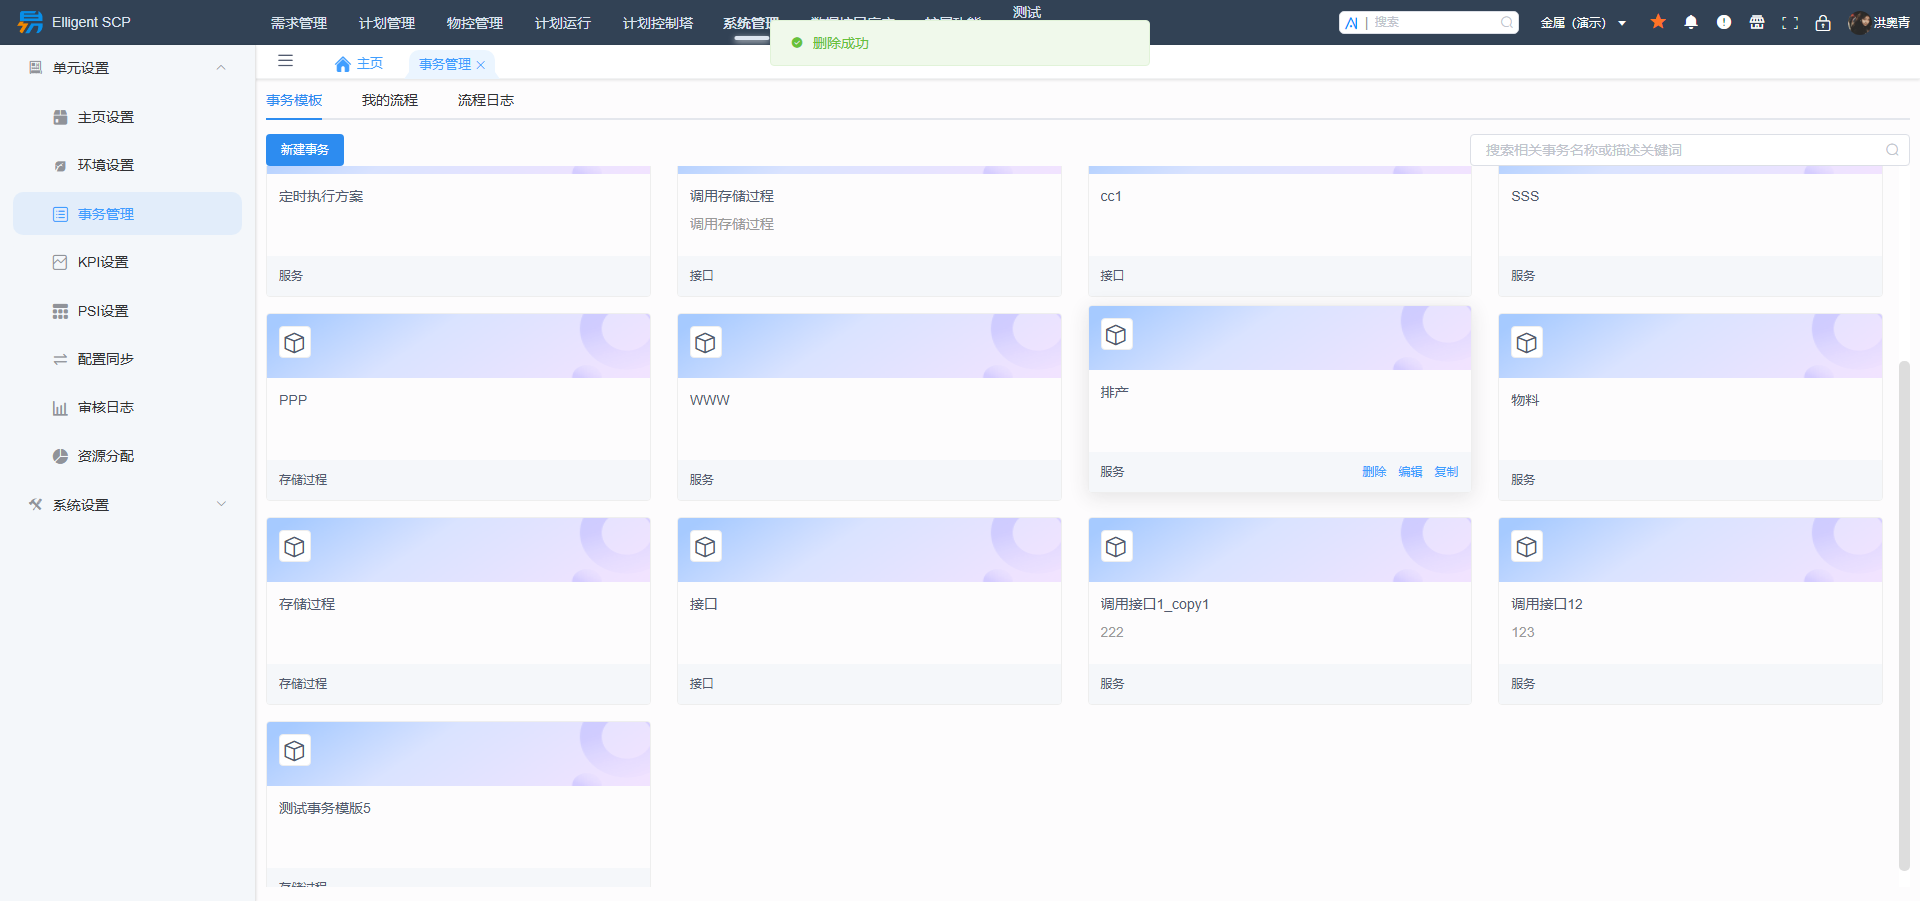 Elligent SCP
需求管理
计划管理
物控管理
计划运行
计划控制塔
系统管理
测试
AI | 搜索
金属（演示）
洪奥青
删除成功
单元设置
主页设置
环境设置
事务管理
KPI设置
PSI设置
配置同步
审核日志
资源分配
系统设置
主页
事务管理
事务模板
我的流程
流程日志
新建事务
搜索相关事务名称或描述关键词
定时执行方案
服务
调用存储过程
调用存储过程
接口
cc1
接口
SSS
服务
PPP
存储过程
WWW
服务
排产
服务
删除 编辑 复制
物料
服务
存储过程
存储过程
接口
接口
调用接口1_copy1
222
服务
调用接口12
123
服务
测试事务模版5
存储过程